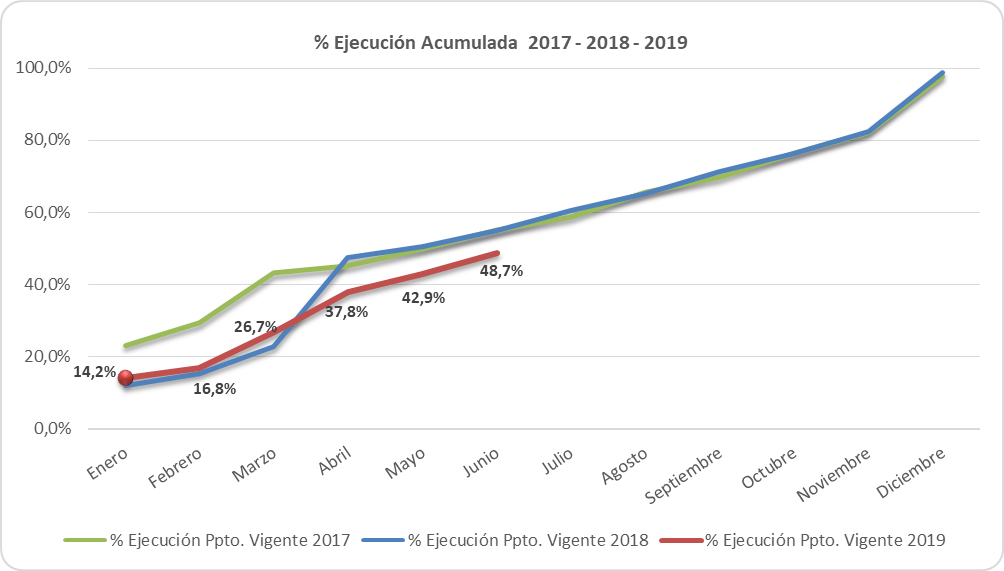 % Ejecución Acumulada 2017 - 2018 - 2019
100,0%
80,0%
60,0%
40,0%
20,0%
0,0%
14,2%
16,8%
26,7%
37,8%
42,9%
48,7%
Enero
Febrero
Marzo
Abril
Mayo
Junio
Julio
Agosto
Septiembre
Octubre
Noviembre
Diciembre
% Ejecución Ppto. Vigente 2017
% Ejecución Ppto. Vigente 2018
% Ejecución Ppto. Vigente 2019